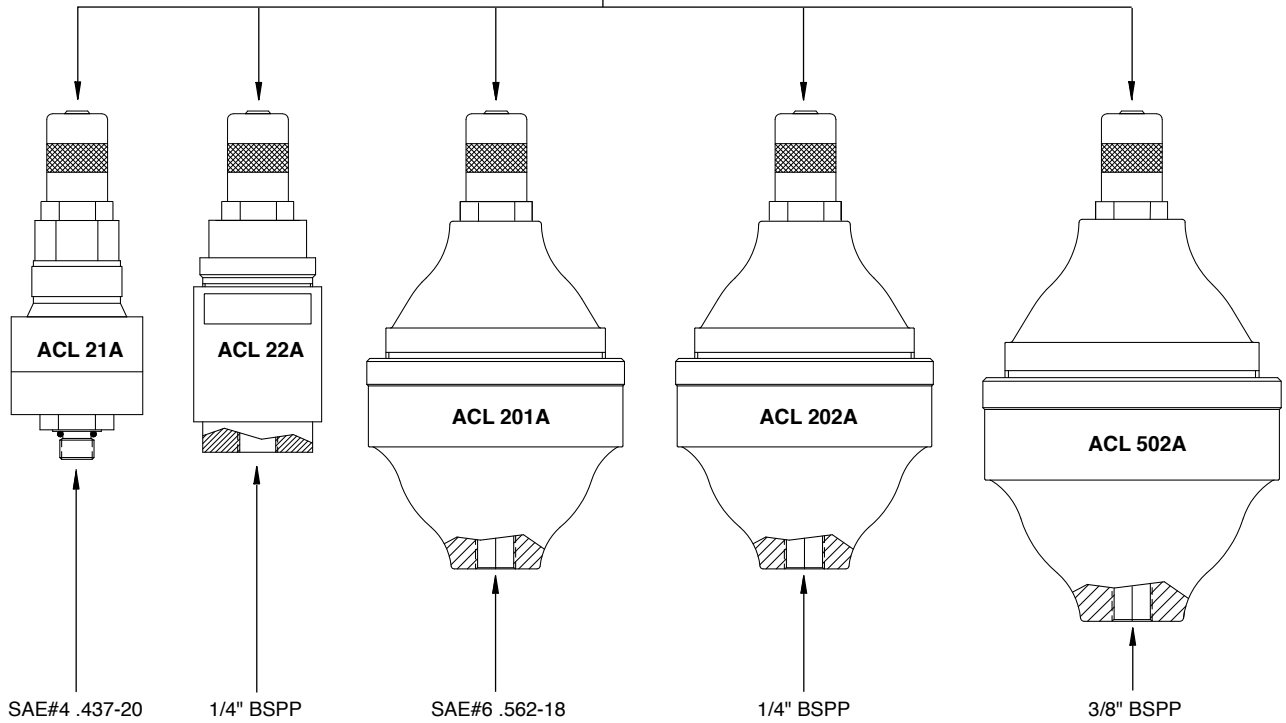 ACL 21A
ACL 22A
ACL 201A
ACL 202A
ACL 502A
SAE#4 .437-20
1/4" BSPP
SAE#6 .562-18
1/4" BSPP
3/8" BSPP